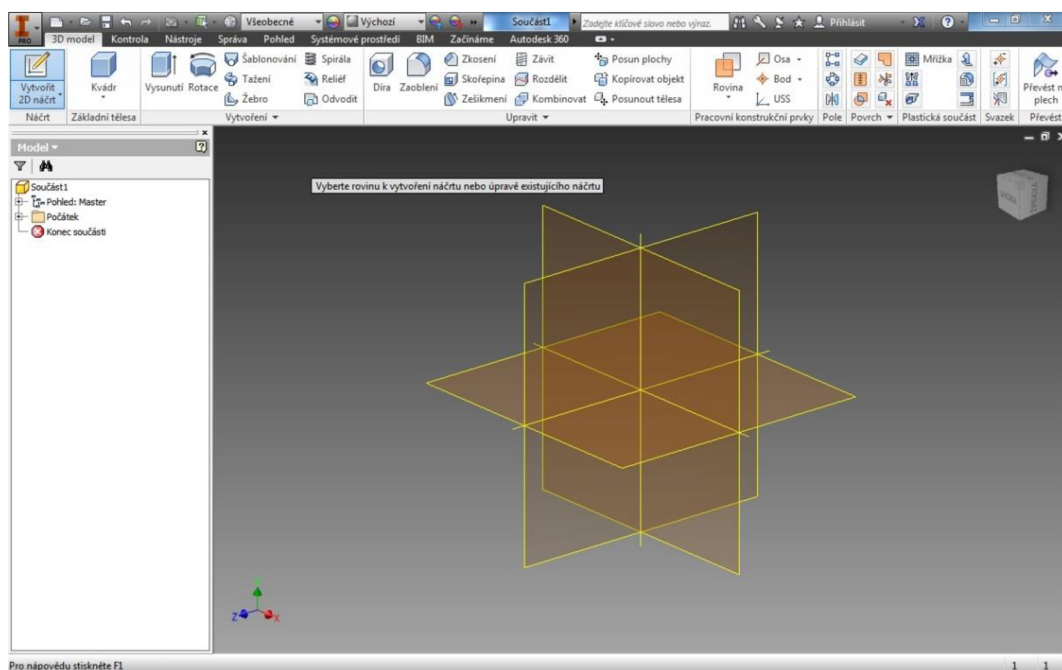 PRO
Všeobecné Výchozí Součást1 Zadejte klíčové slovo nebo výraz. Přihlásit
3D model Kontrola Nástroje Správa Pohled Systémové prostředí BIM Začínáme Autodesk 360
Vytvořit 2D náčrt
Kvádr
Vysunutí Rotace
Šablonování Spirála
Tažení Reliéf
Žebro Odvodit
Díra Zaoblení
Zkosení Závit Posun plochy
Skořepina Rozdělit Kopírovat objekt
Zešikmení Kombinovat Posunout tělesa
Rovina
Osa
Bod
USS
Mřížka
Převést n
plech
Náčrt Základní tělesa Vytvoření Upravit Pracovní konstrukční prvky Pole Povrch Plastická součást Svazek Převést
Model
Součást1
Pohled: Master
Počátek
Konec součásti
Vyberte rovinu k vytvoření náčrtu nebo úpravě existujícího náčrtu
Z X
Pro nápovědu stiskněte F1
1 1